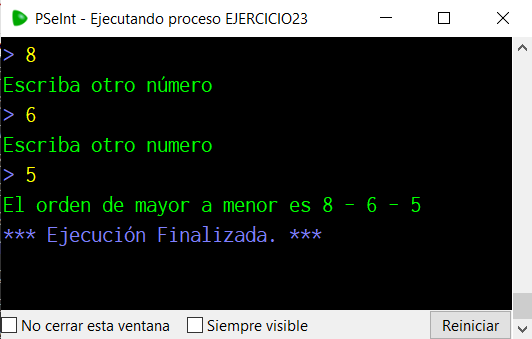 PSeInt - Ejecutando proceso EJERCICIO23
> 8
Escriba otro número
> 6
Escriba otro numero
> 5
El orden de mayor a menor es 8 - 6 - 5
*** Ejecución Finalizada. ***
No cerrar esta ventana Siempre visible Reiniciar